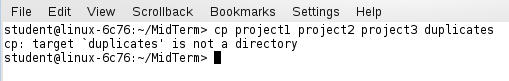 File Edit View Scrollback Bookmarks Settings Help
student@linux-6c76:~/MidTerm> cp project1 project2 project3 duplicates
cp: target `duplicates' is not a directory
student@linux-6c76:~/MidTerm>